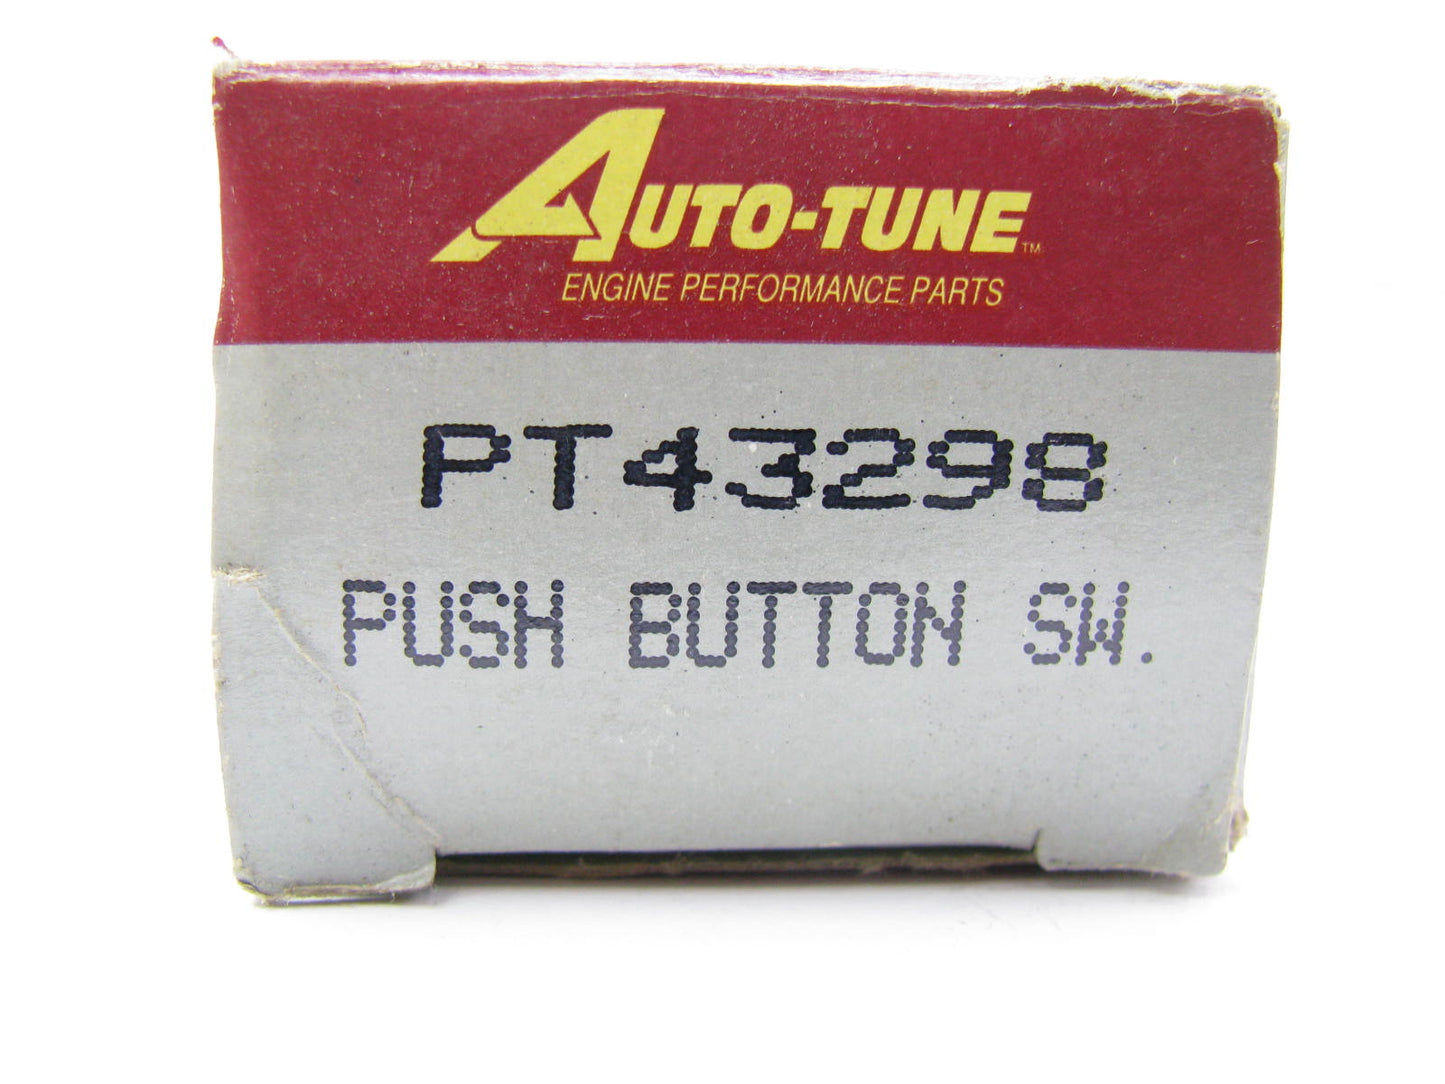 AUTO-TUNE™
ENGINE PERFORMANCE PARTS
PT43298
PUSH BUTTON SW.